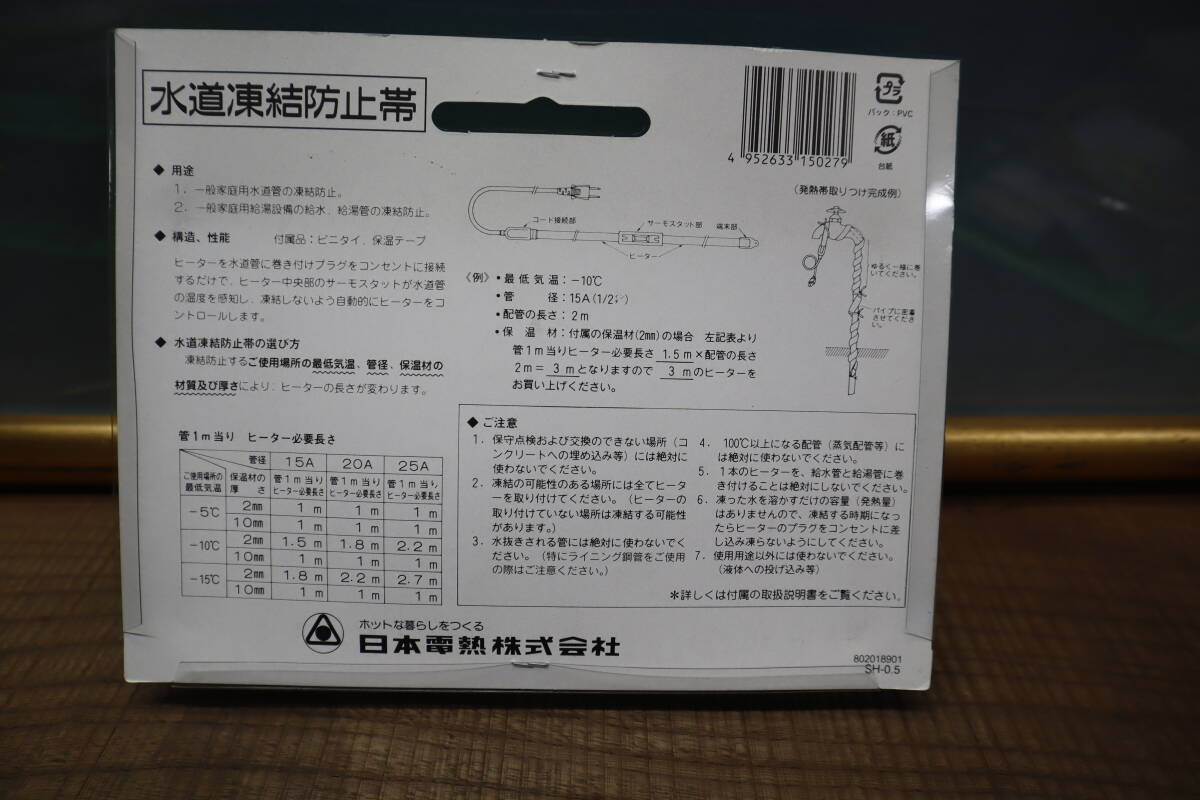 水道凍結防止帯
4 952633 150279
プラ
パック：PVC
紙
台紙
◆ 用途
1．一般家庭用水道管の凍結防止。
2．一般家庭用給湯設備の給水．給湯管の凍結防止。
◆ 構造、性能　付属品：ビニタイ．保温テープ
ヒーターを水道管に巻き付けプラグをコンセントに接続
するだけで．ヒーター中央部のサーモスタットが水道管
の温度を感知し．凍結しないよう自動的にヒーターをコ
ントロールします。
◆ 水道凍結防止帯の選び方
凍結防止するご使用場所の最低気温、管径、保温材の
材質及び厚さにより．ヒーターの長さが変わります。
管1m当り ヒーター必要長さ
管径 15A 20A 25A
ご使用場所の最低気温 保温材の厚さ 管1m当りヒーター必要長さ 管1m当りヒーター必要長さ 管1m当りヒーター必要長さ
−5℃ 2mm 1 m 1 m 1 m
10mm 1 m 1 m 1 m
−10℃ 2mm 1.5 m 1.8 m 2.2 m
10mm 1 m 1 m 1 m
−15℃ 2mm 1.8 m 2.2 m 2.7 m
10mm 1 m 1 m 1 m
コード接続部
サーモスタット部
端末部
ヒーター
(発熱帯取りつけ完成例)
ゆるく一様に巻
いてください。
パイプに密着
させてくださ
い。
《例》・最低気温：−10℃
・管　　径：15A(1/2㌅)
・配管の長さ：2m
・保　温　材：付属の保温材(2mm)の場合 左記表より
管1m当りヒーター必要長さ 1.5 m×配管の長さ
2m＝ 3 mとなりますので 3 mのヒーターを
お買い上げください。
◆ ご注意
1．保守点検および交換のできない場所（コ
ンクリートへの埋め込み等）には絶対に
使わないでください。
2．凍結の可能性のある場所には全てヒータ
ーを取り付けてください。（ヒーターの
取り付けていない場所は凍結する可能性
があります。）
3．水抜きされる管には絶対に使わないでく
ださい。（特にライニング鋼管をご使用
の際はご注意ください。）
4．100℃以上になる配管（蒸気配管等）に
は絶対に使わないでください。
5．1本のヒーターを、給水管と給湯管に巻
き付けることは絶対にしないでください。
6．凍った水を溶かすだけの容量（発熱量）
はありませんので、凍結する時期になっ
たらヒーターのプラグをコンセントに差
し込み凍らないようにしてください。
7．使用用途以外には使わないでください。
（液体への投げ込み等）
＊詳しくは付属の取扱説明書をご覧ください。
ホットな暮らしをつくる
日本電熱株式会社
802018901
SH-0.5